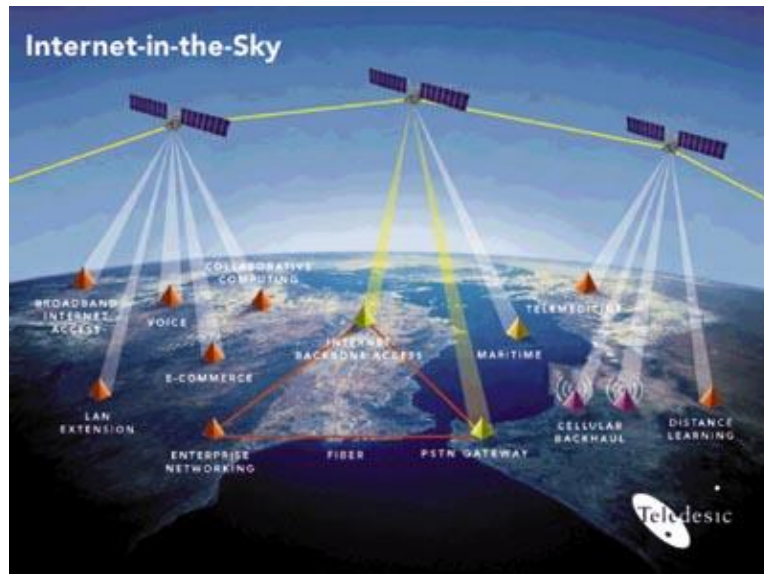 Internet-in-the-Sky
COLLABORATIVE
COMPUTING
BROADBAND
INTERNET
ACCESS
VOICE
TELEMEDICINE
INTERNET
BACKBONE ACCESS
MARITIME
E-COMMERCE
LAN
EXTENSION
CELLULAR
BACKHAUL
DISTANCE
LEARNING
ENTERPRISE
NETWORKING
FIBER
PSTN GATEWAY
Teledesic